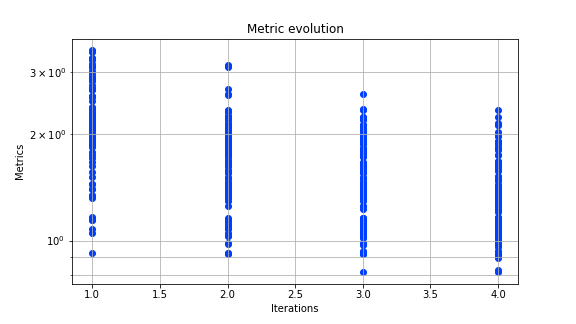 Metric evolution
Metrics
3 × 10⁰
2 × 10⁰
10⁰
1.0 1.5 2.0 2.5 3.0 3.5 4.0
Iterations